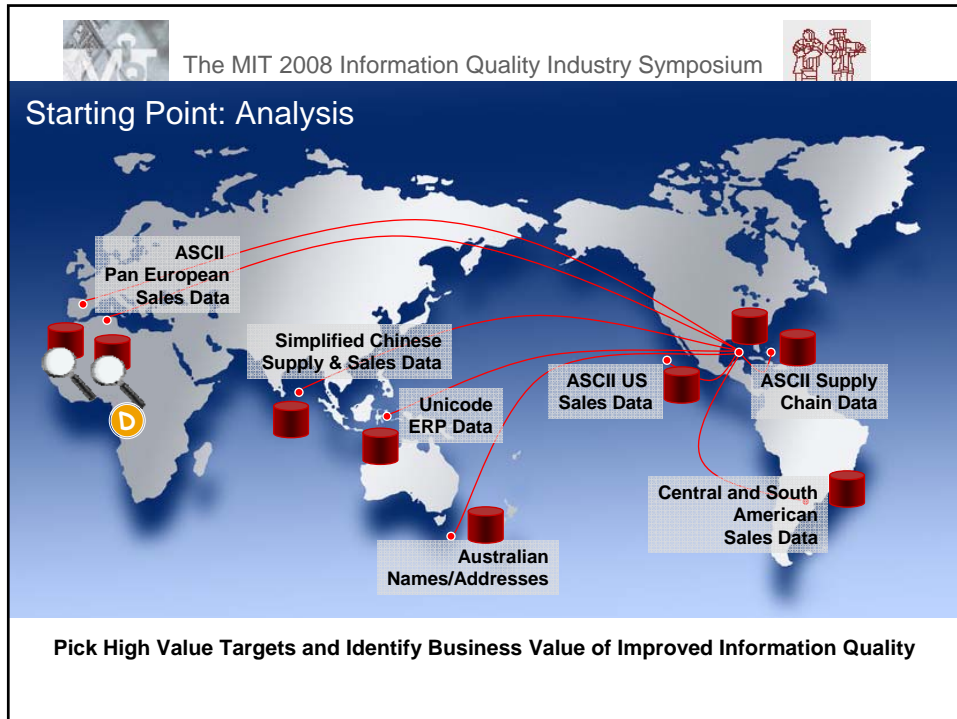 The MIT 2008 Information Quality Industry Symposium
Starting Point: Analysis
ASCII
Pan European
Sales Data
Simplified Chinese
Supply & Sales Data
Unicode
ERP Data
ASCII US
Sales Data
ASCII Supply
Chain Data
Central and South
American
Sales Data
Australian
Names/Addresses
D
Pick High Value Targets and Identify Business Value of Improved Information Quality